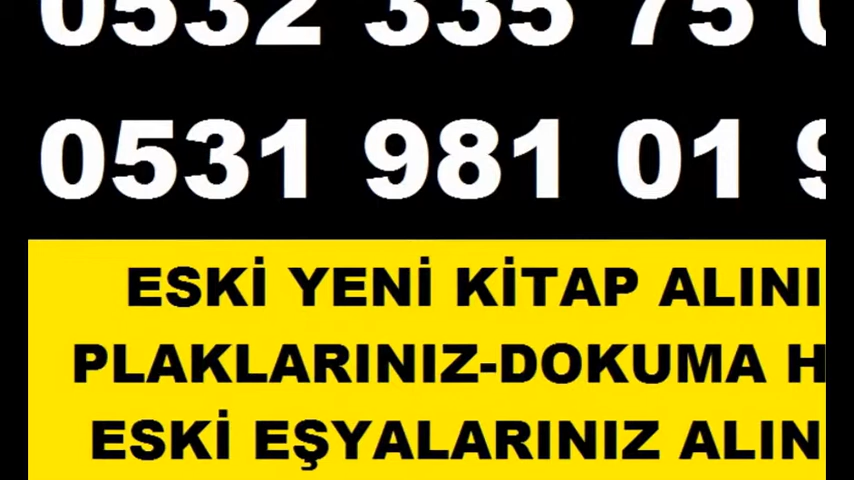 0532 335 75
0531 981 01
ESKİ YENİ KİTAP ALINI
PLAKLARINIZ-DOKUMA H
ESKİ EŞYALARINIZ ALIN